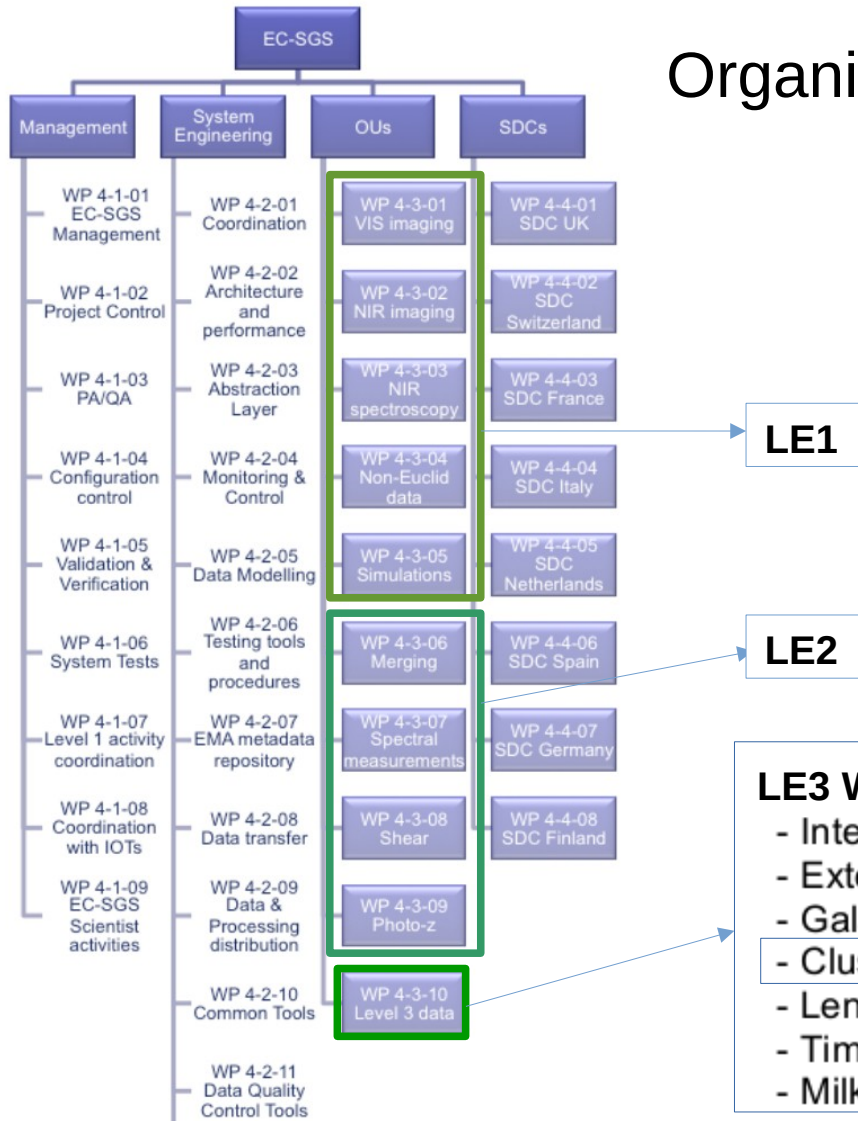 EC-SGS
Organi
Management
System
Engineering
OUs
SDCs
WP 4-1-01
EC-SGS
Management
WP 4-1-02
Project Control
WP 4-1-03
PA/QA
WP 4-1-04
Configuration
control
WP 4-1-05
Validation &
Verification
WP 4-1-06
System Tests
WP 4-1-07
Level 1 activity
coordination
WP 4-1-08
Coordination
with IOTs
WP 4-1-09
EC-SGS
Scientist
activities
WP 4-2-01
Coordination
WP 4-2-02
Architecture
and
performance
WP 4-2-03
Abstraction
Layer
WP 4-2-04
Monitoring &
Control
WP 4-2-05
Data Modelling
WP 4-2-06
Testing tools
and
procedures
WP 4-2-07
EMA metadata
repository
WP 4-2-08
Data transfer
WP 4-2-09
Data &
Processing
distribution
WP 4-2-10
Common Tools
WP 4-2-11
Data Quality
Control Tools
WP 4-3-01
VIS imaging
WP 4-3-02
NIR imaging
WP 4-3-03
NIR
spectroscopy
WP 4-3-04
Non-Euclid
data
WP 4-3-05
Simulations
WP 4-3-06
Merging
WP 4-3-07
Spectral
measurements
WP 4-3-08
Shear
WP 4-3-09
Photo-z
WP 4-3-10
Level 3 data
WP 4-4-01
SDC UK
WP 4-4-02
SDC
Switzerland
WP 4-4-03
SDC France
WP 4-4-04
SDC Italy
WP 4-4-05
SDC
Netherlands
WP 4-4-06
SDC Spain
WP 4-4-07
SDC Germany
WP 4-4-08
SDC Finland
LE1
LE2
LE3 W
- Inte
- Exte
- Gal
- Clus
- Len
- Tim
- Milk